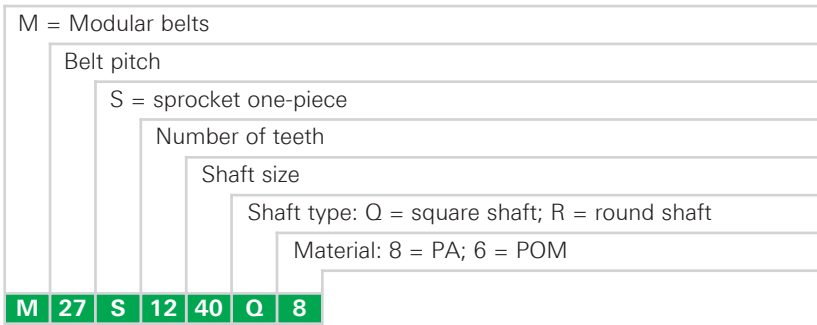 M = Modular belts
Belt pitch
S = sprocket one-piece
Number of teeth
Shaft size
Shaft type: Q = square shaft; R = round shaft
Material: 8 = PA; 6 = POM
M 27 S 12 40 Q 8